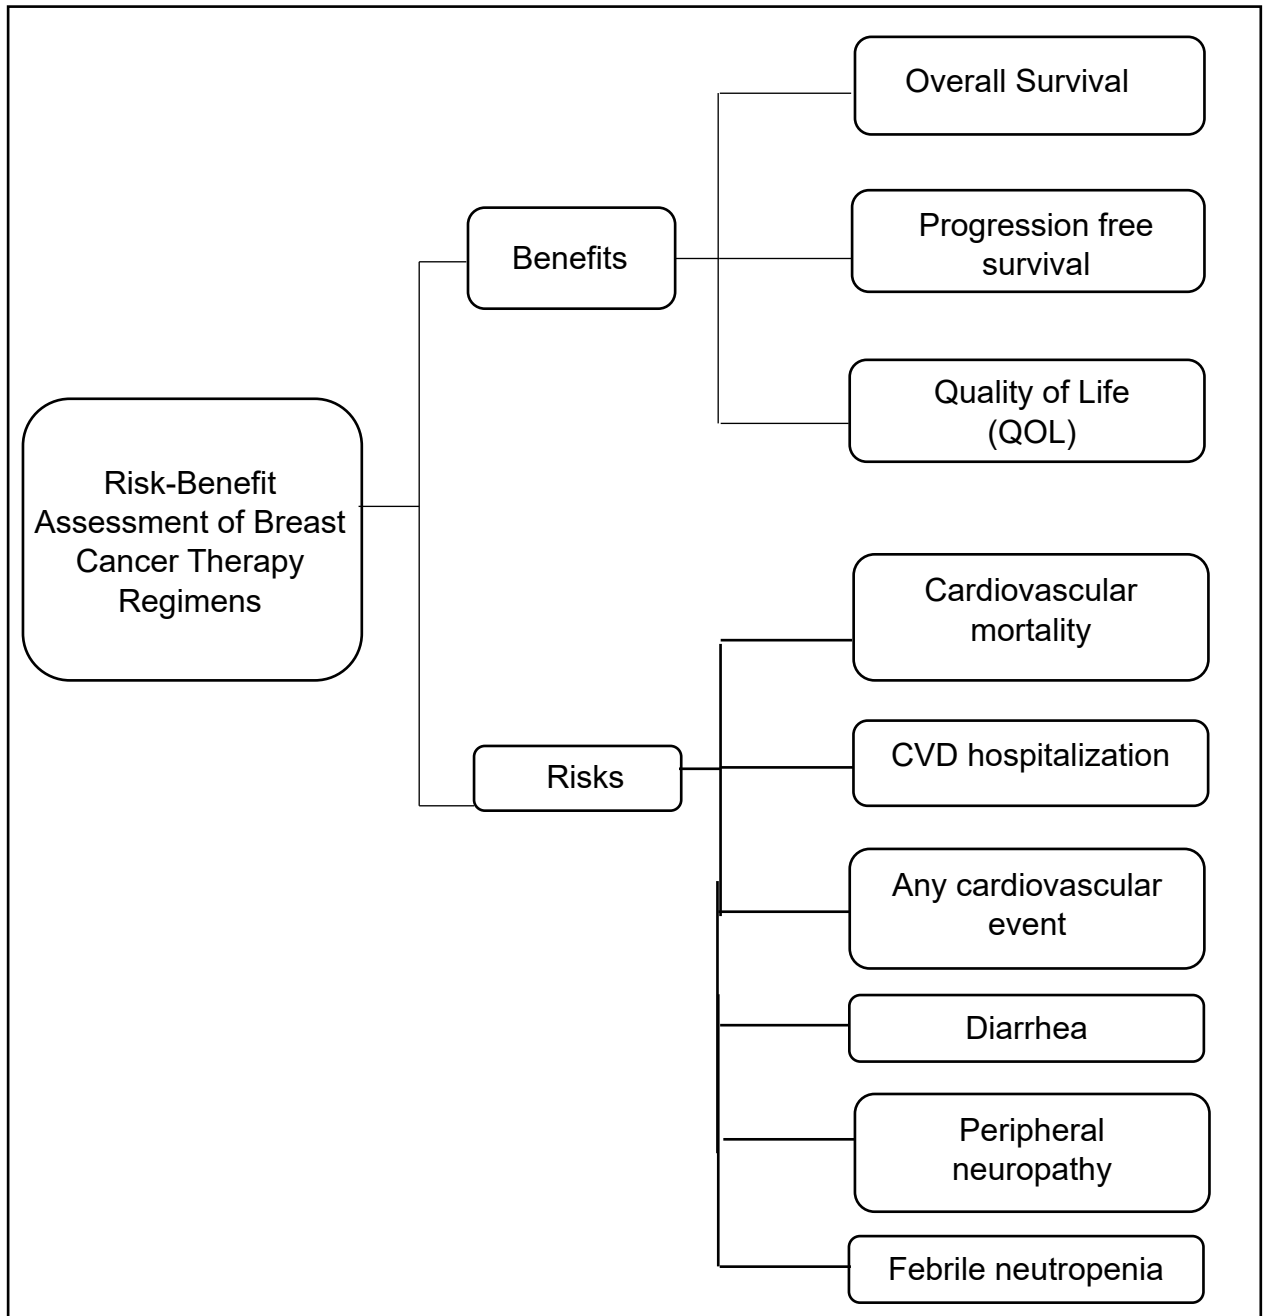 Risk-Benefit
Assessment of Breast
Cancer Therapy
Regimens
Benefits
Overall Survival
Progression free
survival
Quality of Life
(QOL)
Risks
Cardiovascular
mortality
CVD hospitalization
Any cardiovascular
event
Diarrhea
Peripheral
neuropathy
Febrile neutropenia